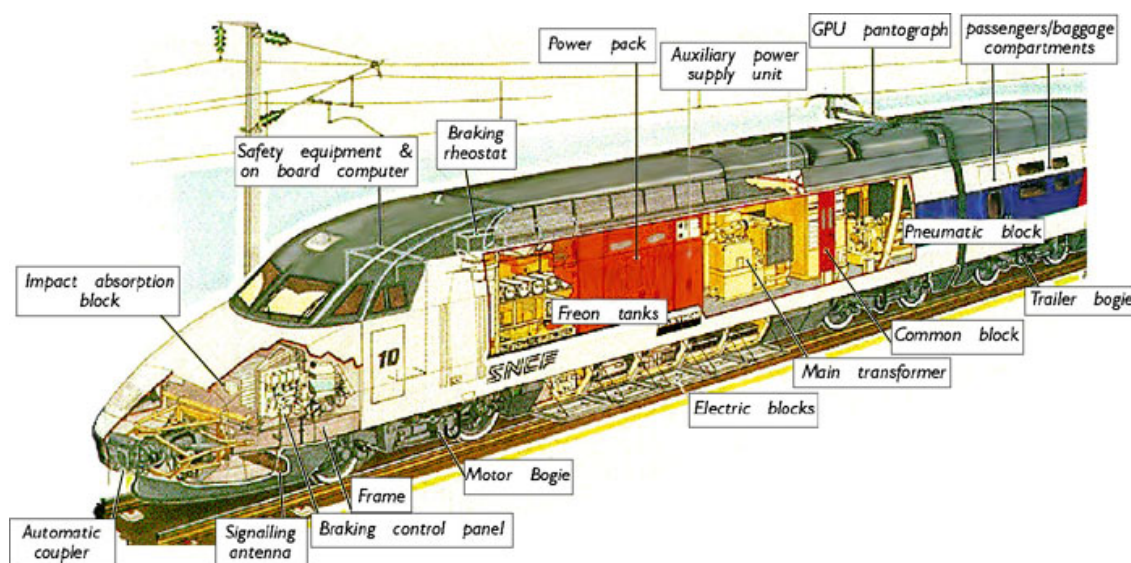 GPU pantograph
passengers/baggage
compartments
Power pack
Auxiliary power
supply unit
Braking
rheostat
Safety equipment &
on board computer
Pneumatic block
Impact absorption
block
Trailer bogie
Freon tanks
10
Common block
SNCF
Main transformer
Electric blocks
Motor Bogie
Frame
Automatic
coupler
Signalling
antenna
Braking control panel